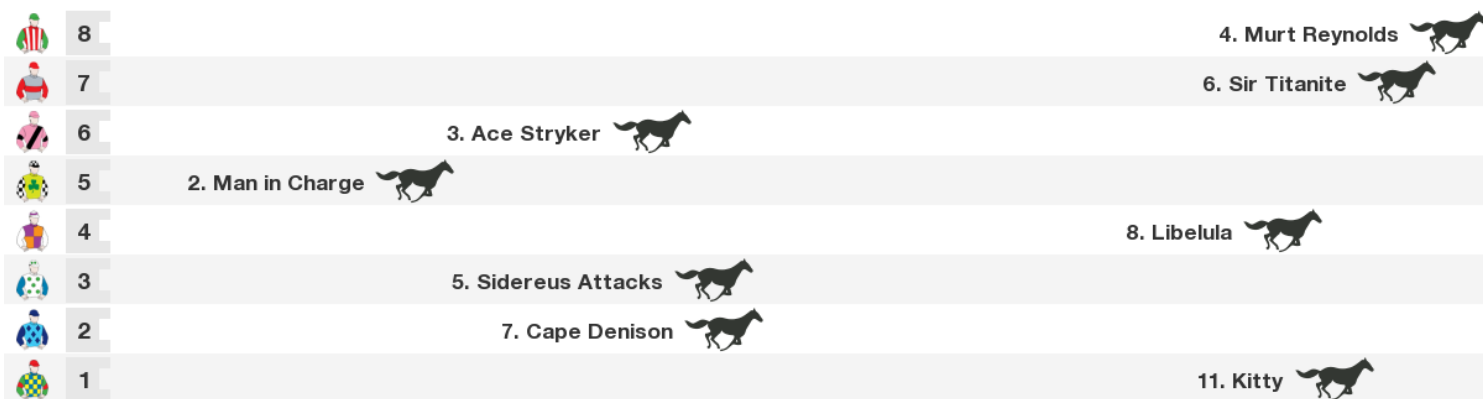 8 4. Murt Reynolds
7 6. Sir Titanite
6 3. Ace Stryker
5 2. Man in Charge
4 8. Libelula
3 5. Sidereus Attacks
2 7. Cape Denison
1 11. Kitty